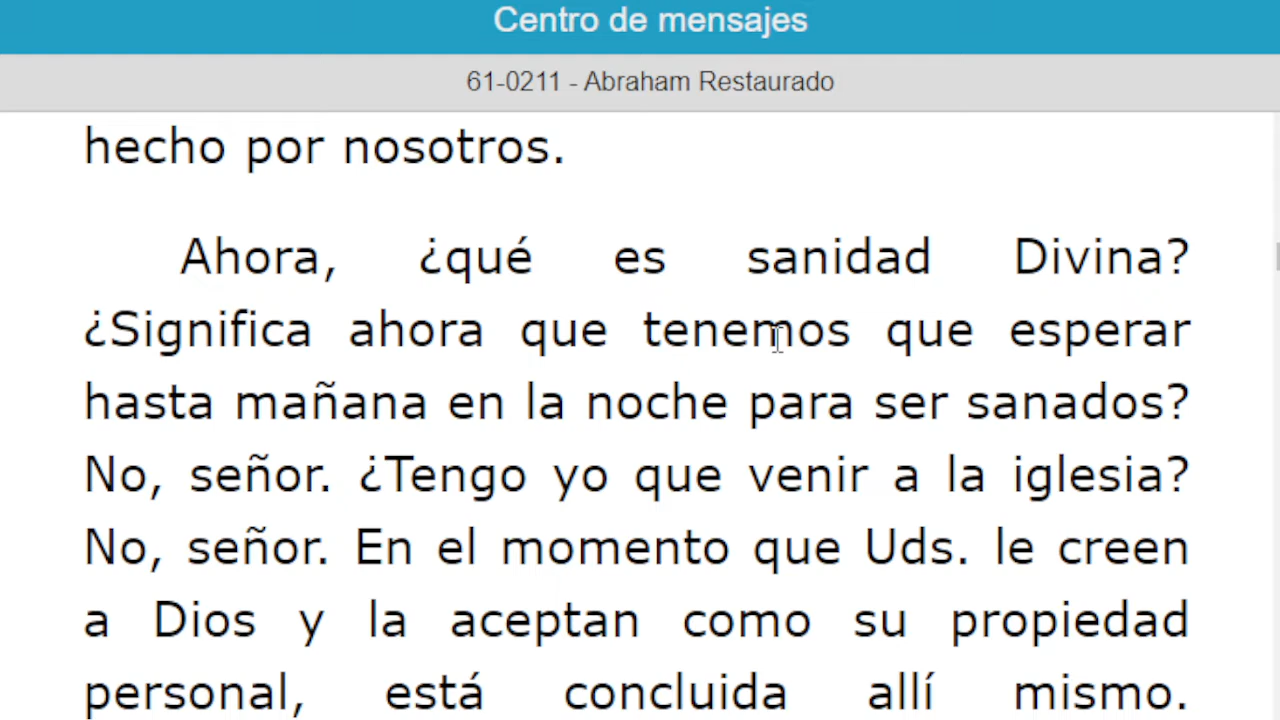 Centro de mensajes
61-0211 - Abraham Restaurado
hecho por nosotros.
Ahora, ¿qué es sanidad Divina?
¿Significa ahora que tenemos que esperar
hasta mañana en la noche para ser sanados?
No, señor. ¿Tengo yo que venir a la iglesia?
No, señor. En el momento que Uds. le creen
a Dios y la aceptan como su propiedad
personal, está concluida allí mismo.